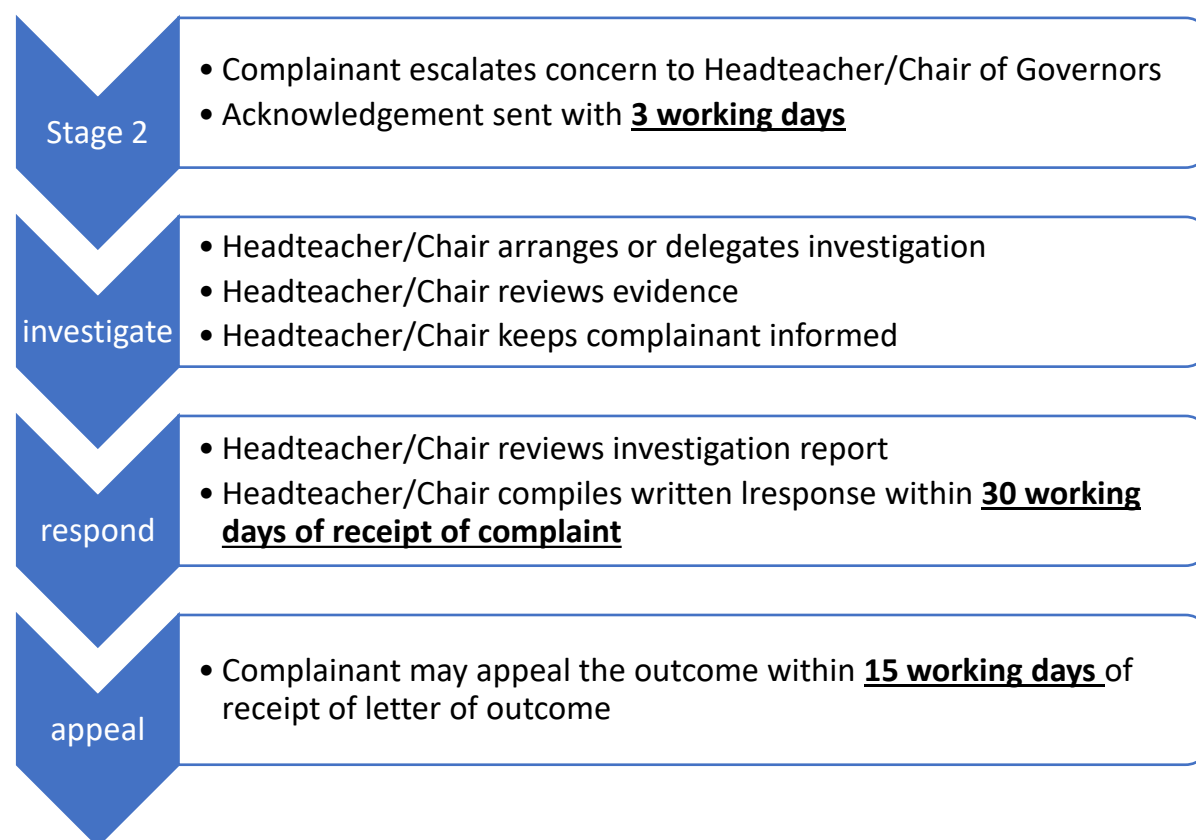 Stage 2
• Complainant escalates concern to Headteacher/Chair of Governors
• Acknowledgement sent with 3 working days
investigate
• Headteacher/Chair arranges or delegates investigation
• Headteacher/Chair reviews evidence
• Headteacher/Chair keeps complainant informed
respond
• Headteacher/Chair reviews investigation report
• Headteacher/Chair compiles written lresponse within 30 working
days of receipt of complaint
appeal
• Complainant may appeal the outcome within 15 working days of
receipt of letter of outcome